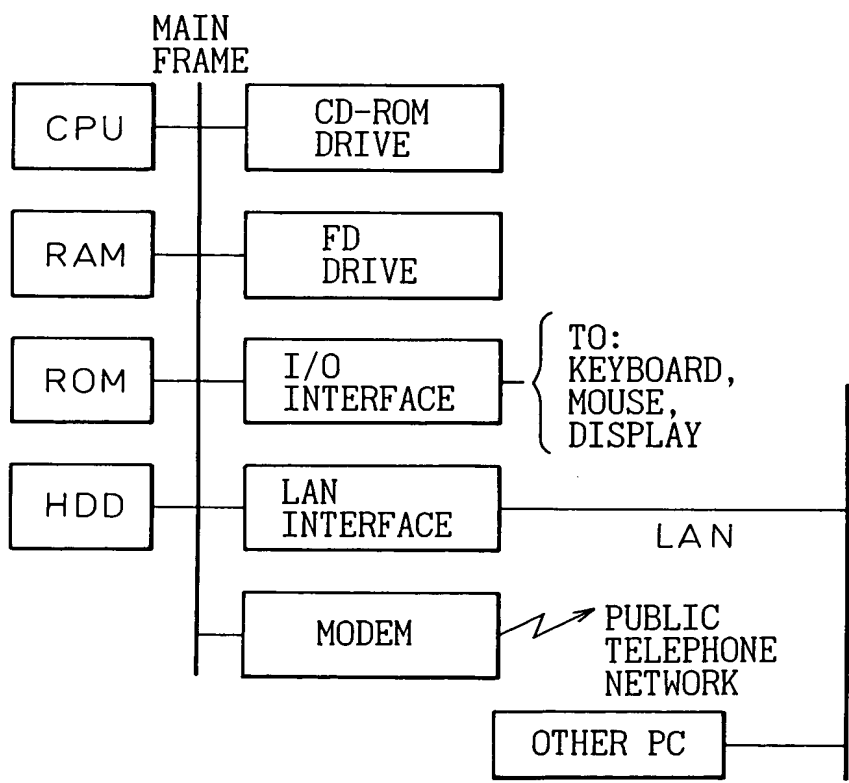 MAIN
FRAME
CPU
CD-ROM
DRIVE
RAM
FD
DRIVE
ROM
I/O
INTERFACE
TO:
KEYBOARD,
MOUSE,
DISPLAY
HDD
LAN
INTERFACE
LAN
MODEM
PUBLIC
TELEPHONE
NETWORK
OTHER PC